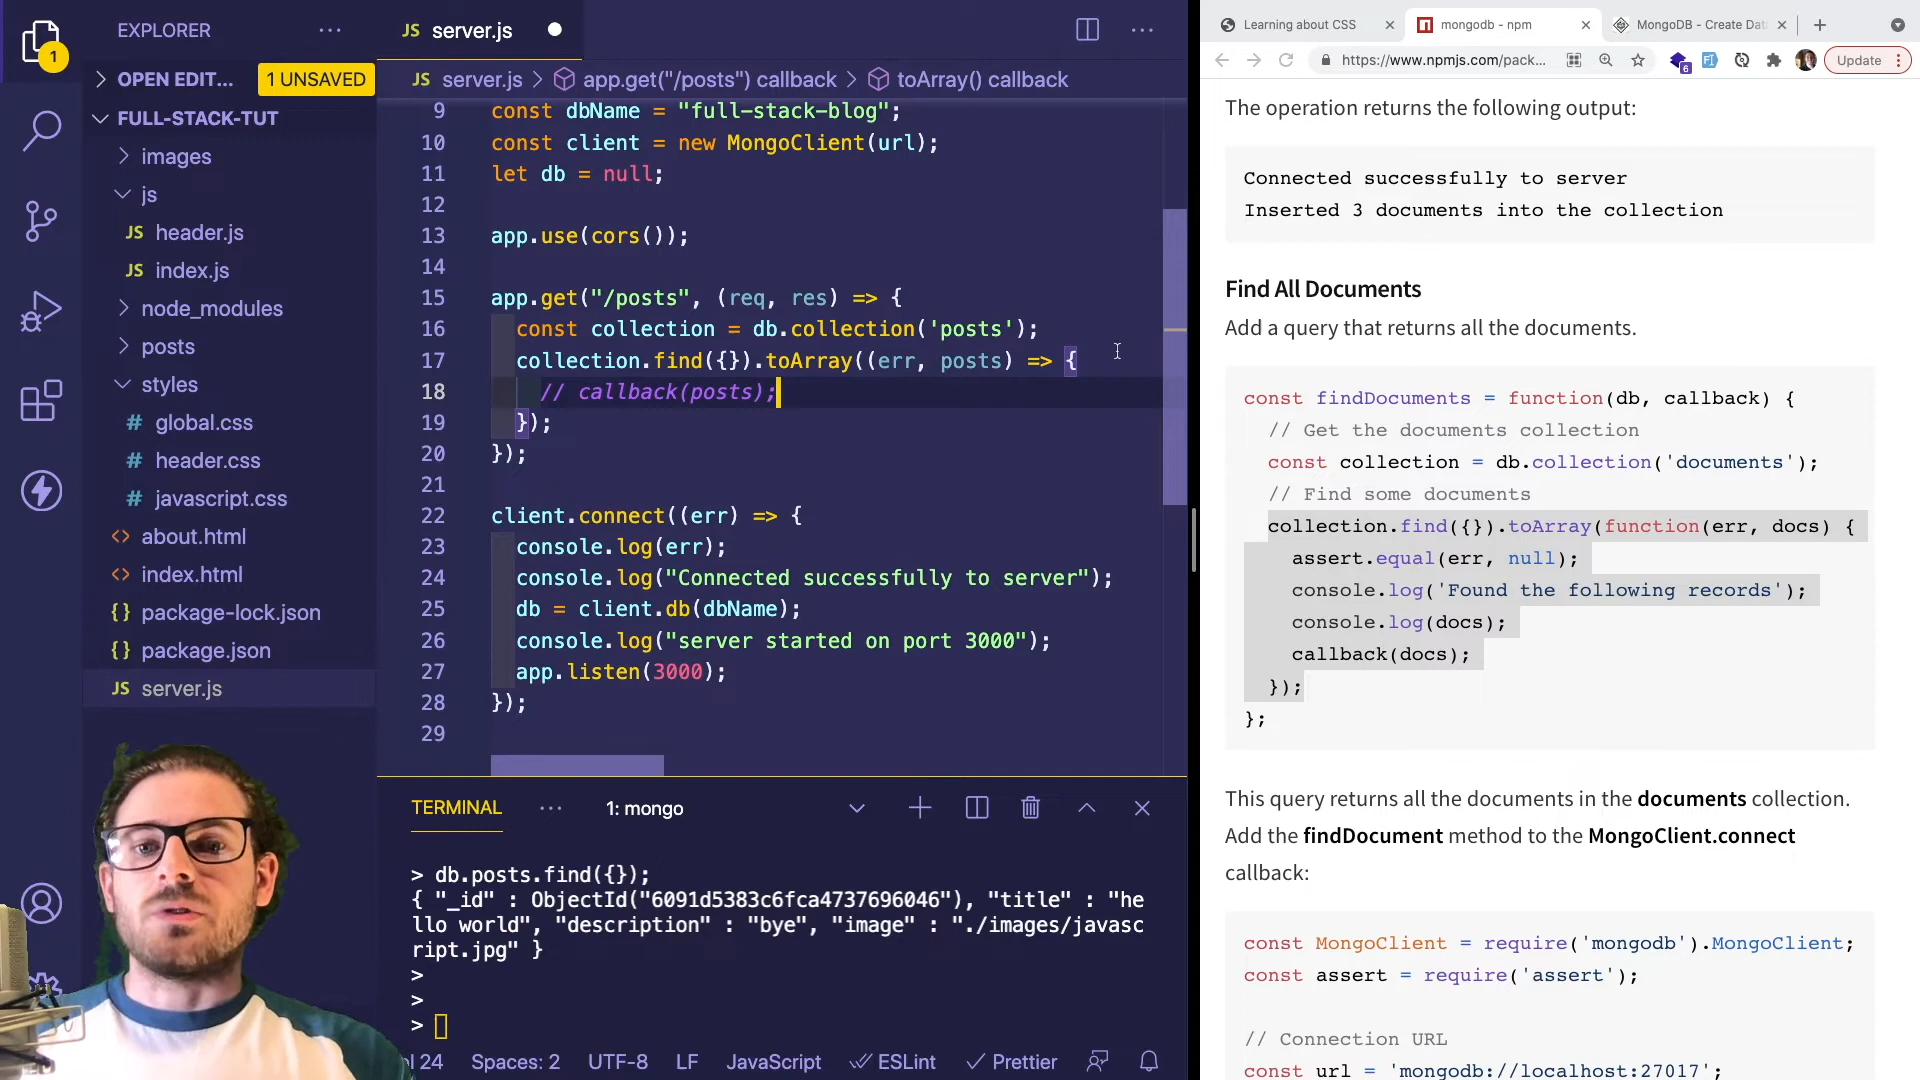 1
EXPLORER
OPEN EDIT...
1 UNSAVED
FULL-STACK-TUT
images
js
JS header.js
JS index.js
node_modules
posts
styles
# global.css
# header.css
# javascript.css
<> about.html
<> index.html
{} package-lock.json
{} package.json
JS server.js
JS server.js
JS server.js > app.get("/posts") callback > toArray() callback
9 const dbName = "full-stack-blog";
10 const client = new MongoClient(url);
11 let db = null;
12
13 app.use(cors());
14
15 app.get("/posts", (req, res) => {
16 const collection = db.collection('posts');
17 collection.find({}).toArray((err, posts) => {
18 // callback(posts);
19 });
20 });
21
22 client.connect((err) => {
23 console.log(err);
24 console.log("Connected successfully to server");
25 db = client.db(dbName);
26 console.log("server started on port 3000");
27 app.listen(3000);
28 });
29
TERMINAL
1: mongo
> db.posts.find({});
{ "_id" : ObjectId("6091d5383c6fca4737696046"), "title" : "he
llo world", "description" : "bye", "image" : "./images/javasc
ript.jpg" }
>
>
>
ol 24 Spaces: 2 UTF-8 LF JavaScript ESLint Prettier
Learning about CSS
mongodb - npm
MongoDB - Create Dat
https://www.npmjs.com/pack...
6
Update
The operation returns the following output:
Connected successfully to server
Inserted 3 documents into the collection
Find All Documents
Add a query that returns all the documents.
const findDocuments = function(db, callback) {
// Get the documents collection
const collection = db.collection('documents');
// Find some documents
collection.find({}).toArray(function(err, docs) {
assert.equal(err, null);
console.log('Found the following records');
console.log(docs);
callback(docs);
});
};
This query returns all the documents in the documents collection.
Add the findDocument method to the MongoClient.connect
callback:
const MongoClient = require('mongodb').MongoClient;
const assert = require('assert');
// Connection URL
const url = 'mongodb://localhost:27017';